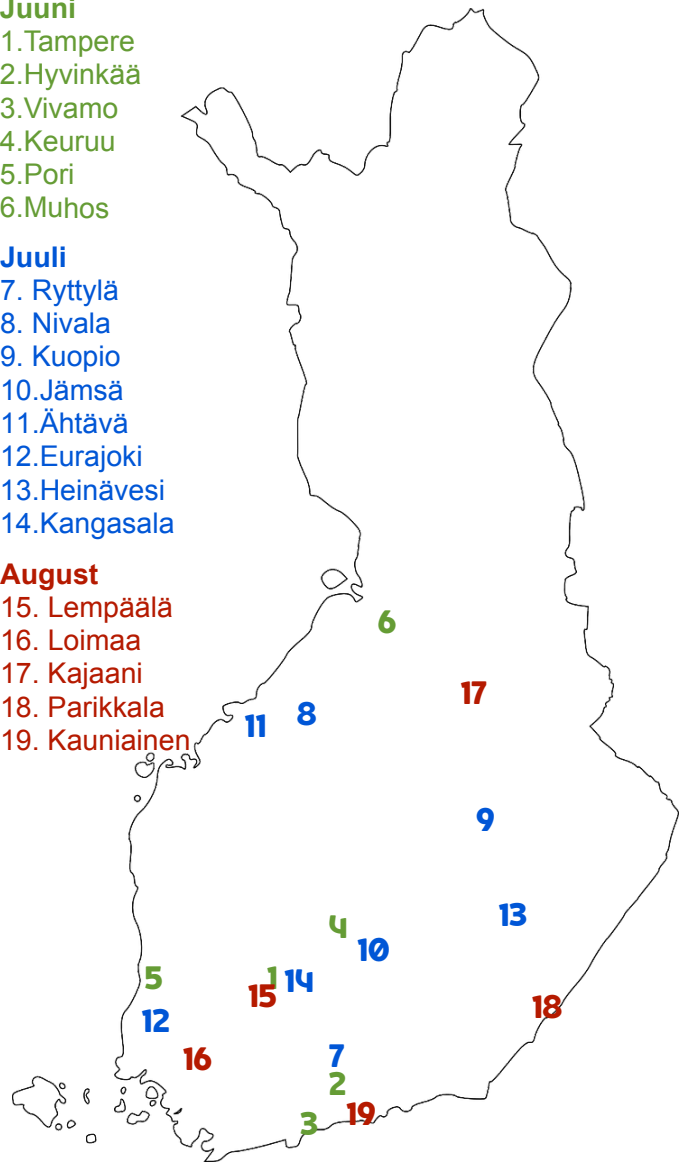 Juuni
1.Tampere
2.Hyvinkää
3.Vivamo
4.Keuruu
5.Pori
6.Muhos
Juuli
7. Ryttylä
8. Nivala
9. Kuopio
10.Jämsä
11.Ähtävä
12.Eurajoki
13.Heinävesi
14.Kangasala
August
15. Lempäälä
16. Loimaa
17. Kajaani
18. Parikkala
19. Kauniainen
6
17
8
11
9
13
4
10
5
1
14
15
18
12
7
16
2
19
3